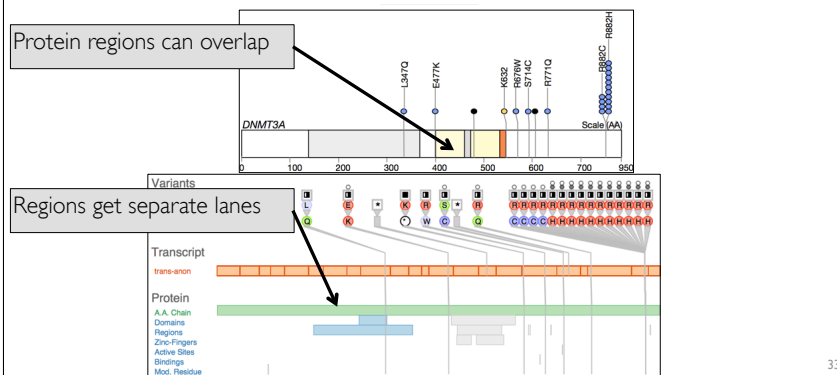 Protein regions can overlap
L347Q
E477K
K632
R676W
S714C
R771Q
R882C
R882H
DNMT3A
Scale (AA)
0 100 200 300 400 500 600 700 800 950
Variants
L E * K R S * R R R R R R R R R R R R R R R
Q K * W C Q C C C C H H H H H H H H H H H
Regions get separate lanes
Transcript
trans-anon
Protein
A.A. Chain
Domains
Regions
Zinc-Fingers
Active Sites
Bindings
Mod. Residue
33